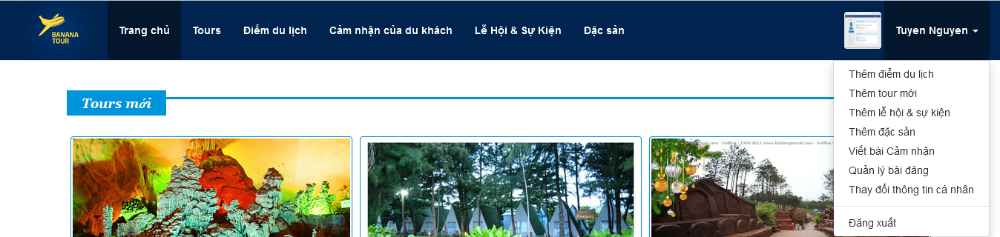 BANANA
TOUR
Trang chủ
Tours
Điểm du lịch
Cảm nhận của du khách
Lễ Hội & Sự Kiện
Đặc sản
Tuyen Nguyen
Thêm điểm du lịch
Thêm tour mới
Thêm lễ hội & sự kiện
Thêm đặc sản
Viết bài Cảm nhận
Quản lý bài đăng
Thay đổi thông tin cá nhân
Đăng xuất
Tours mới